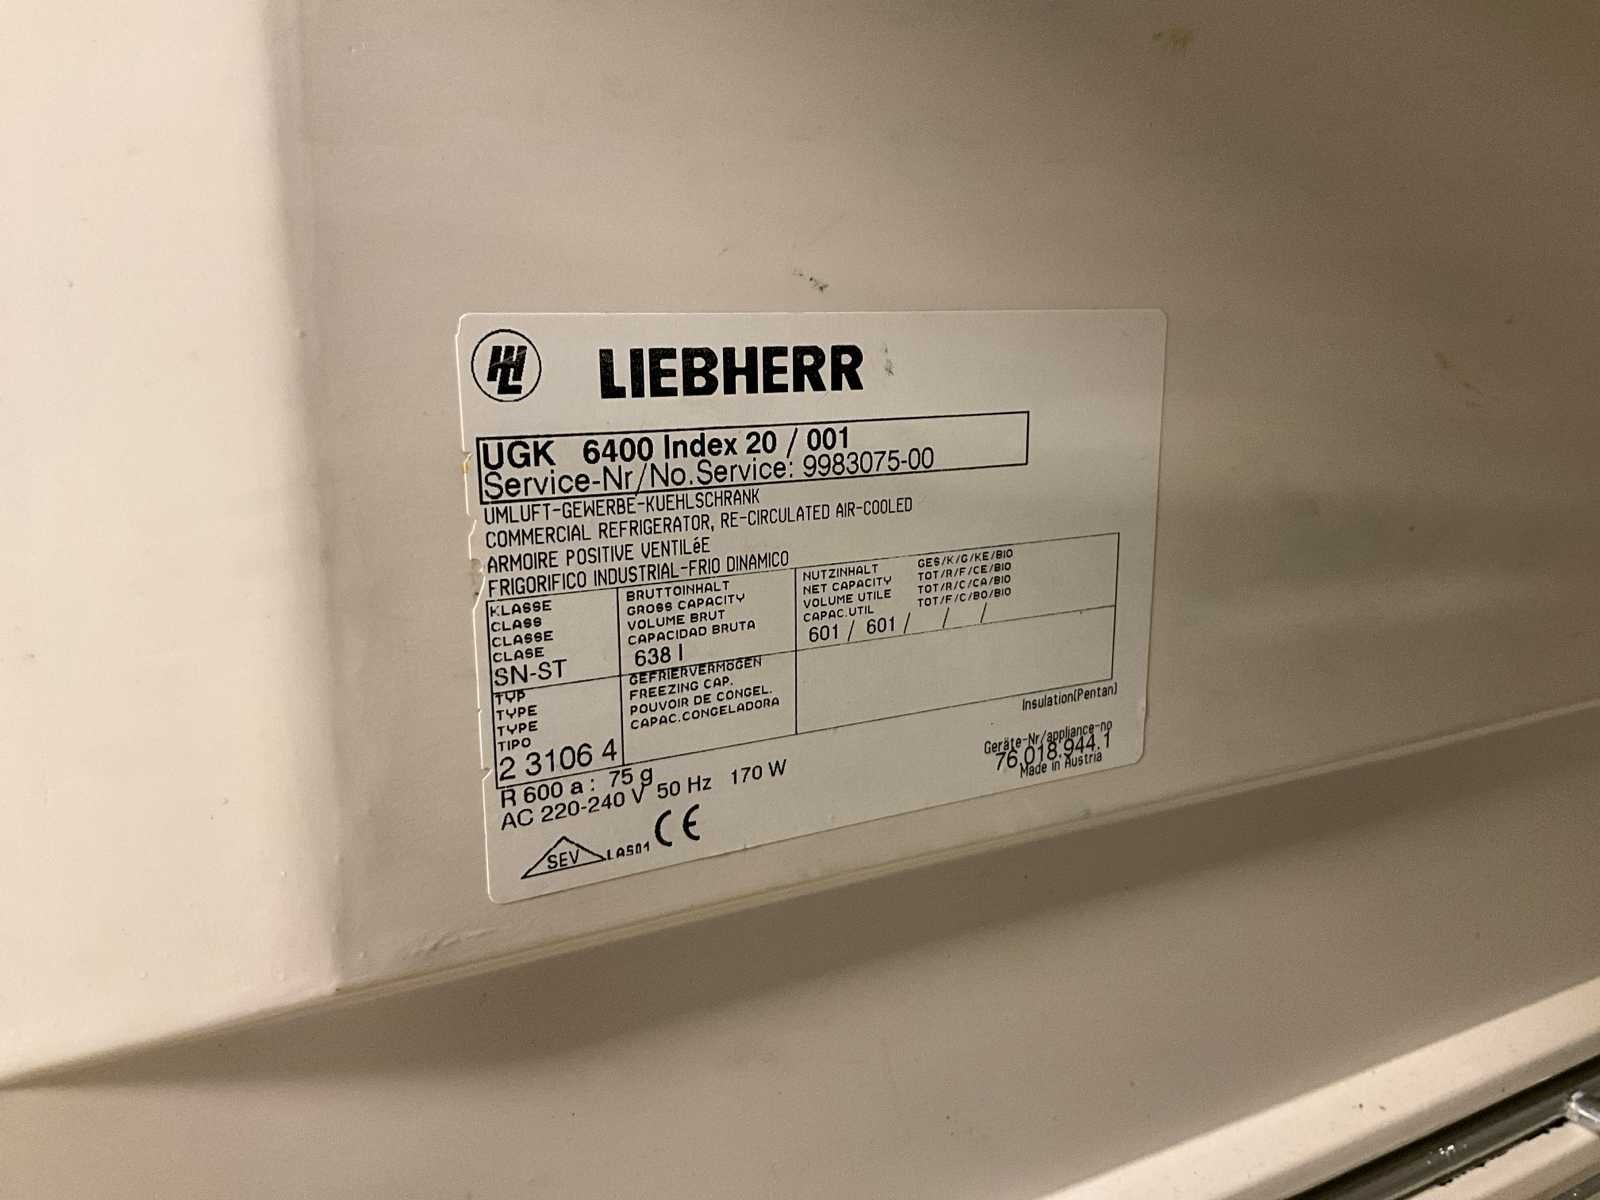 LIEBHERR
UGK 6400 Index 20 / 001
Service-Nr/No.Service: 9983075-00
UMLUFT-GEWERBE-KUEHLSCHRANK
COMMERCIAL REFRIGERATOR, RE-CIRCULATED AIR-COOLED
ARMOIRE POSITIVE VENTILéE
FRIGORIFICO INDUSTRIAL-FRIO DINAMICO
KLASSE
CLASS
CLASSE
CLASE
SN-ST
BRUTTOINHALT
GROSS CAPACITY
VOLUME BRUT
CAPACIDAD BRUTA
638 l
NUTZINHALT GES/K/G/KE/BIO
NET CAPACITY TOT/R/F/CE/BIO
VOLUME UTILE TOT/R/C/CA/BIO
CAPAC.UTIL TOT/F/C/BO/BIO
601 / 601 / / /
TYP
TYPE
TYPE
TIPO
2 3106 4
GEFRIERVERMöGEN
FREEZING CAP.
POUVOIR DE CONGEL.
CAPAC.CONGELADORA
Insulation(Pentan)
R 600 a : 75 g
AC 220-240 V 50 Hz 170 W
Geräte-Nr/appliance-no
76.018.944.1
Made in Austria
SEV LAS01 CE